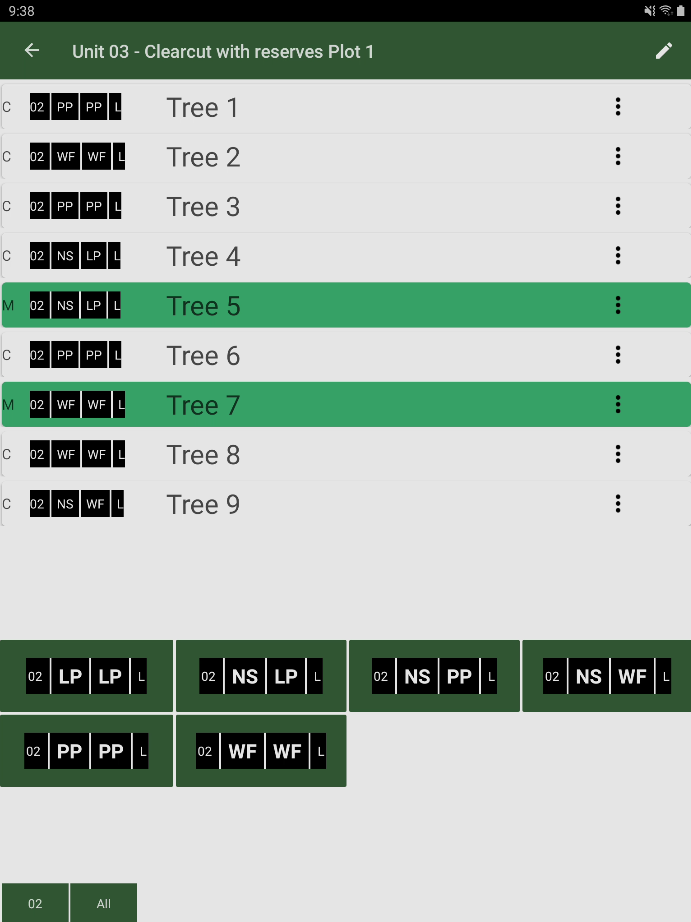 9:38
Unit 03 - Clearcut with reserves Plot 1
C 02 PP PP L Tree 1
C 02 WF WF L Tree 2
C 02 PP PP L Tree 3
C 02 NS LP L Tree 4
M 02 NS LP L Tree 5
C 02 PP PP L Tree 6
M 02 WF WF L Tree 7
C 02 WF WF L Tree 8
C 02 NS WF L Tree 9
02 LP LP L 02 NS LP L 02 NS PP L 02 NS WF L
02 PP PP L 02 WF WF L
02 All